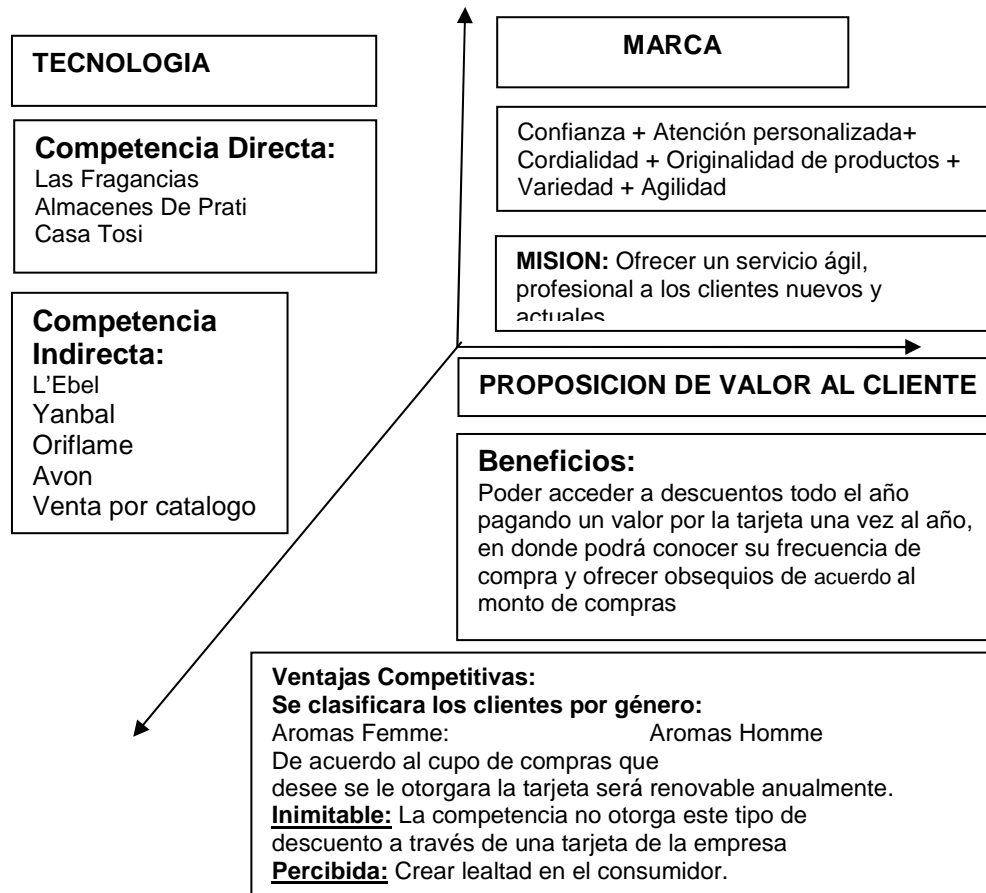 TECNOLOGIA
Competencia Directa:
Las Fragancias
Almacenes De Prati
Casa Tosi
Competencia
Indirecta:
L’Ebel
Yanbal
Oriflame
Avon
Venta por catalogo
MARCA
Confianza + Atención personalizada+
Cordialidad + Originalidad de productos +
Variedad + Agilidad
MISION: Ofrecer un servicio ágil,
profesional a los clientes nuevos y
actuales
PROPOSICION DE VALOR AL CLIENTE
Beneficios:
Poder acceder a descuentos todo el año
pagando un valor por la tarjeta una vez al año,
en donde podrá conocer su frecuencia de
compra y ofrecer obsequios de acuerdo al
monto de compras
Ventajas Competitivas:
Se clasificara los clientes por género:
Aromas Femme: Aromas Homme
De acuerdo al cupo de compras que
desee se le otorgara la tarjeta será renovable anualmente.
Inimitable: La competencia no otorga este tipo de
descuento a través de una tarjeta de la empresa
Percibida: Crear lealtad en el consumidor.